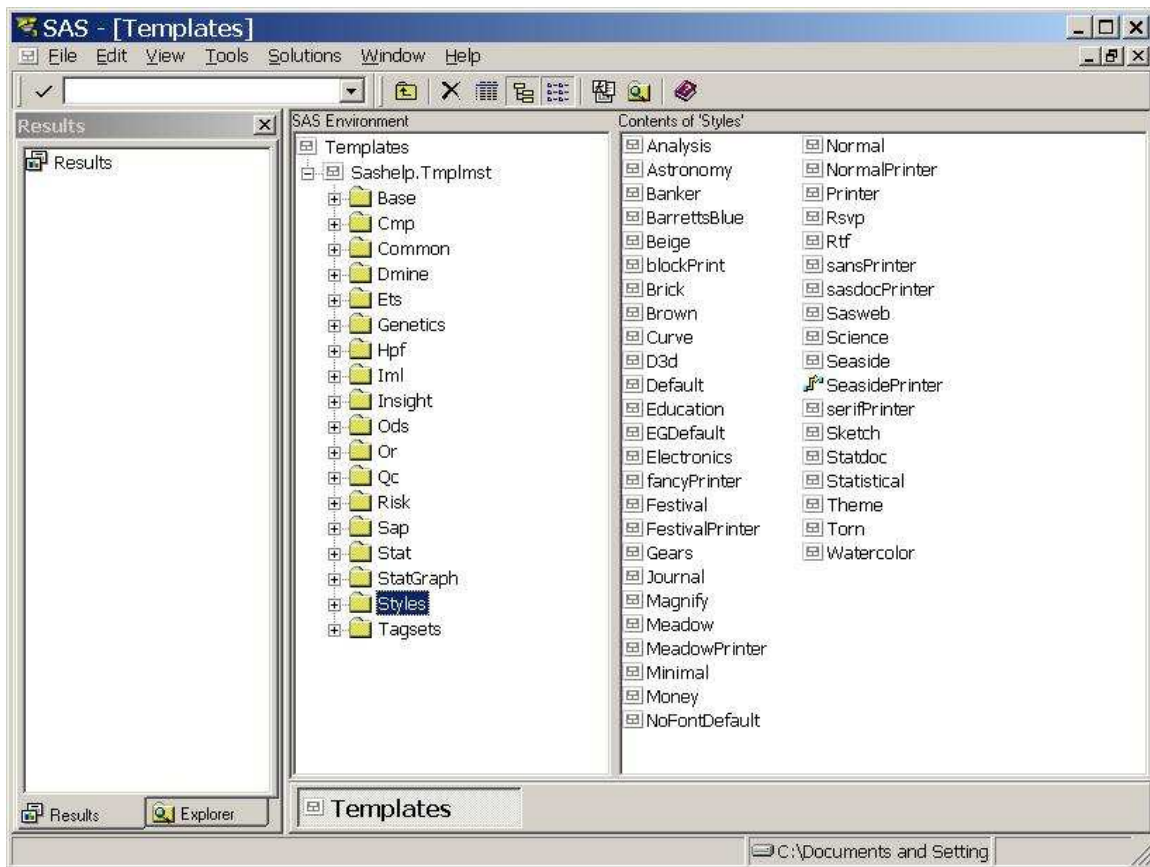 SAS - [Templates]
File Edit View Tools Solutions Window Help
Results
Results
Results
Explorer
SAS Environment
Templates
Sashelp.Tmplmst
Base
Cmp
Common
Dmine
Ets
Genetics
Hpf
Iml
Insight
Ods
Or
Qc
Risk
Sap
Stat
StatGraph
Styles
Tagsets
Contents of 'Styles'
Analysis
Astronomy
Banker
BarrettsBlue
Beige
blockPrint
Brick
Brown
Curve
D3d
Default
Education
EGDefault
Electronics
fancyPrinter
Festival
FestivalPrinter
Gears
Journal
Magnify
Meadow
MeadowPrinter
Minimal
Money
NoFontDefault
Normal
NormalPrinter
Printer
Rsvp
Rtf
sansPrinter
sasdocPrinter
Sasweb
Science
Seaside
SeasidePrinter
serifPrinter
Sketch
Statdoc
Statistical
Theme
Torn
Watercolor
Templates
C:\Documents and Setting